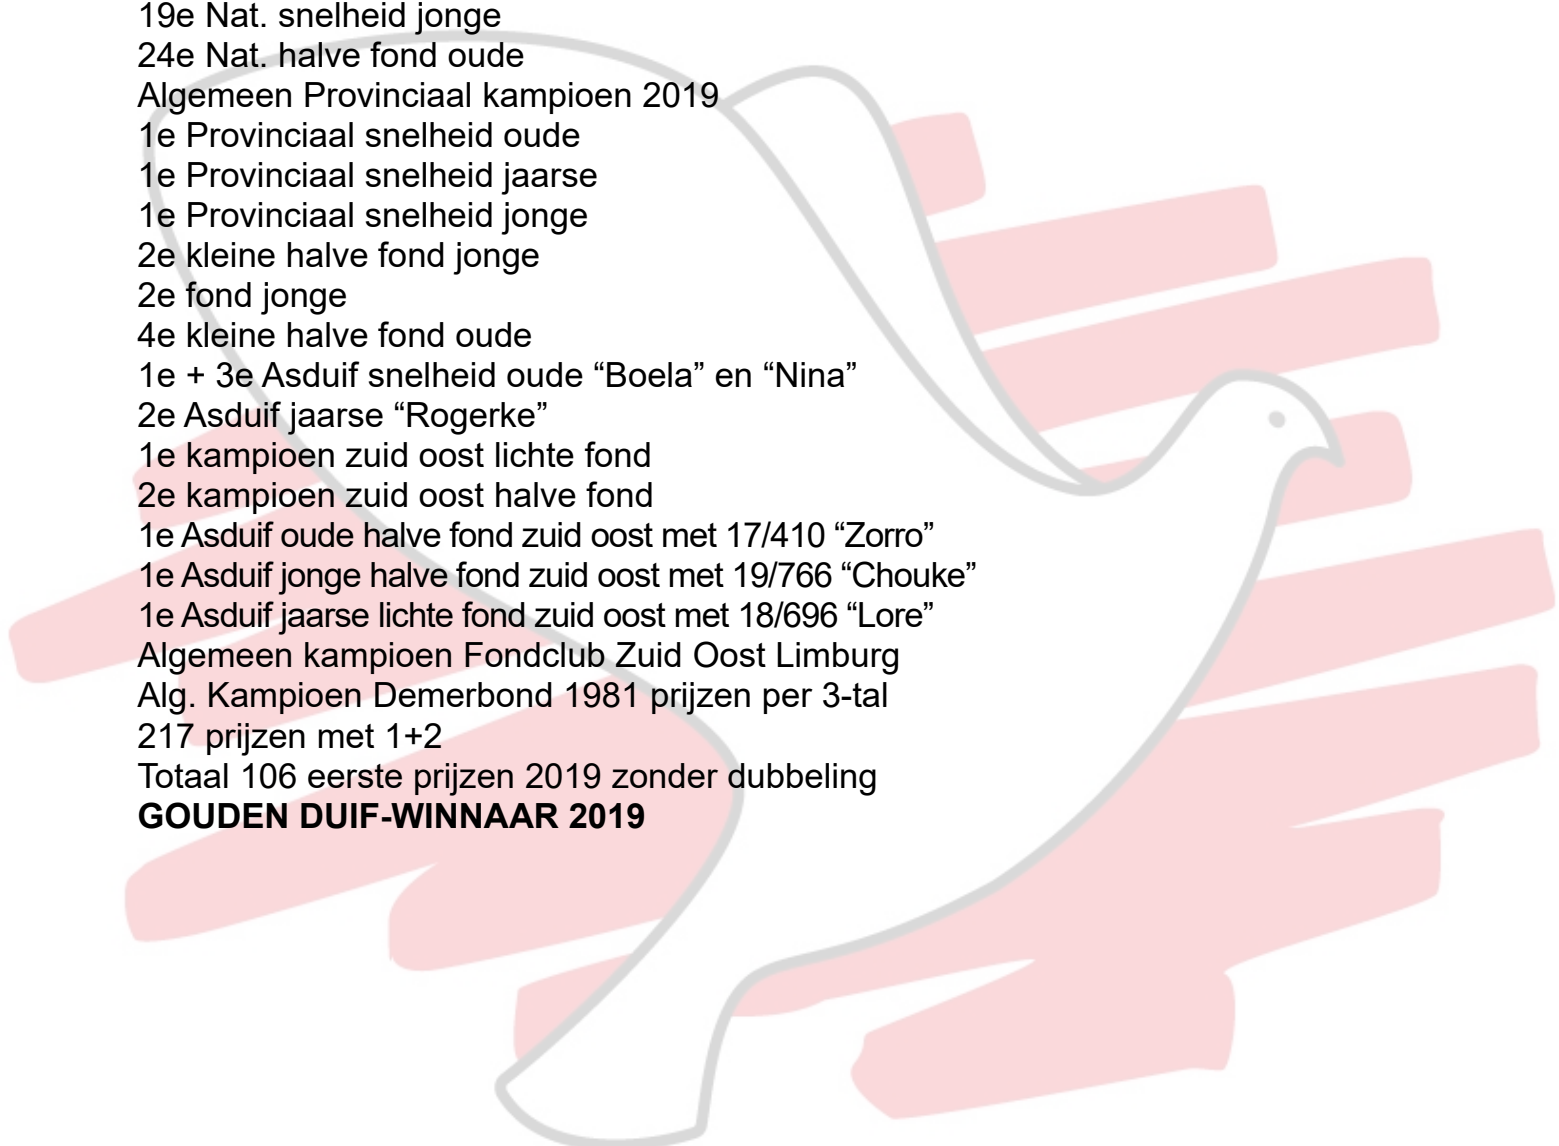 19e Nat. snelheid jonge
24e Nat. halve fond oude
Algemeen Provinciaal kampioen 2019
1e Provinciaal snelheid oude
1e Provinciaal snelheid jaarse
1e Provinciaal snelheid jonge
2e kleine halve fond jonge
2e fond jonge
4e kleine halve fond oude
1e + 3e Asduif snelheid oude “Boela” en “Nina”
2e Asduif jaarse “Rogerke”
1e kampioen zuid oost lichte fond
2e kampioen zuid oost halve fond
1e Asduif oude halve fond zuid oost met 17/410 “Zorro”
1e Asduif jonge halve fond zuid oost met 19/766 “Chouke”
1e Asduif jaarse lichte fond zuid oost met 18/696 “Lore”
Algemeen kampioen Fondclub Zuid Oost Limburg
Alg. Kampioen Demerbond 1981 prijzen per 3-tal
217 prijzen met 1+2
Totaal 106 eerste prijzen 2019 zonder dubbeling
GOUDEN DUIF-WINNAAR 2019